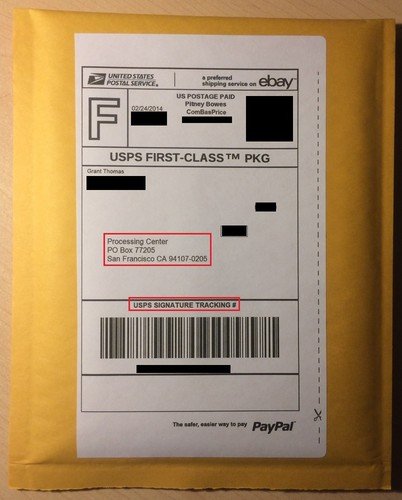 UNITED STATES
POSTAL SERVICE®
a preferred
shipping service on ebay
F
02/24/2014
US POSTAGE PAID
Pitney Bowes
ComBasPrice
USPS FIRST-CLASS™ PKG
Grant Thomas
Processing Center
PO Box 77205
San Francisco CA 94107-0205
USPS SIGNATURE TRACKING #
The safer, easier way to pay PayPal™